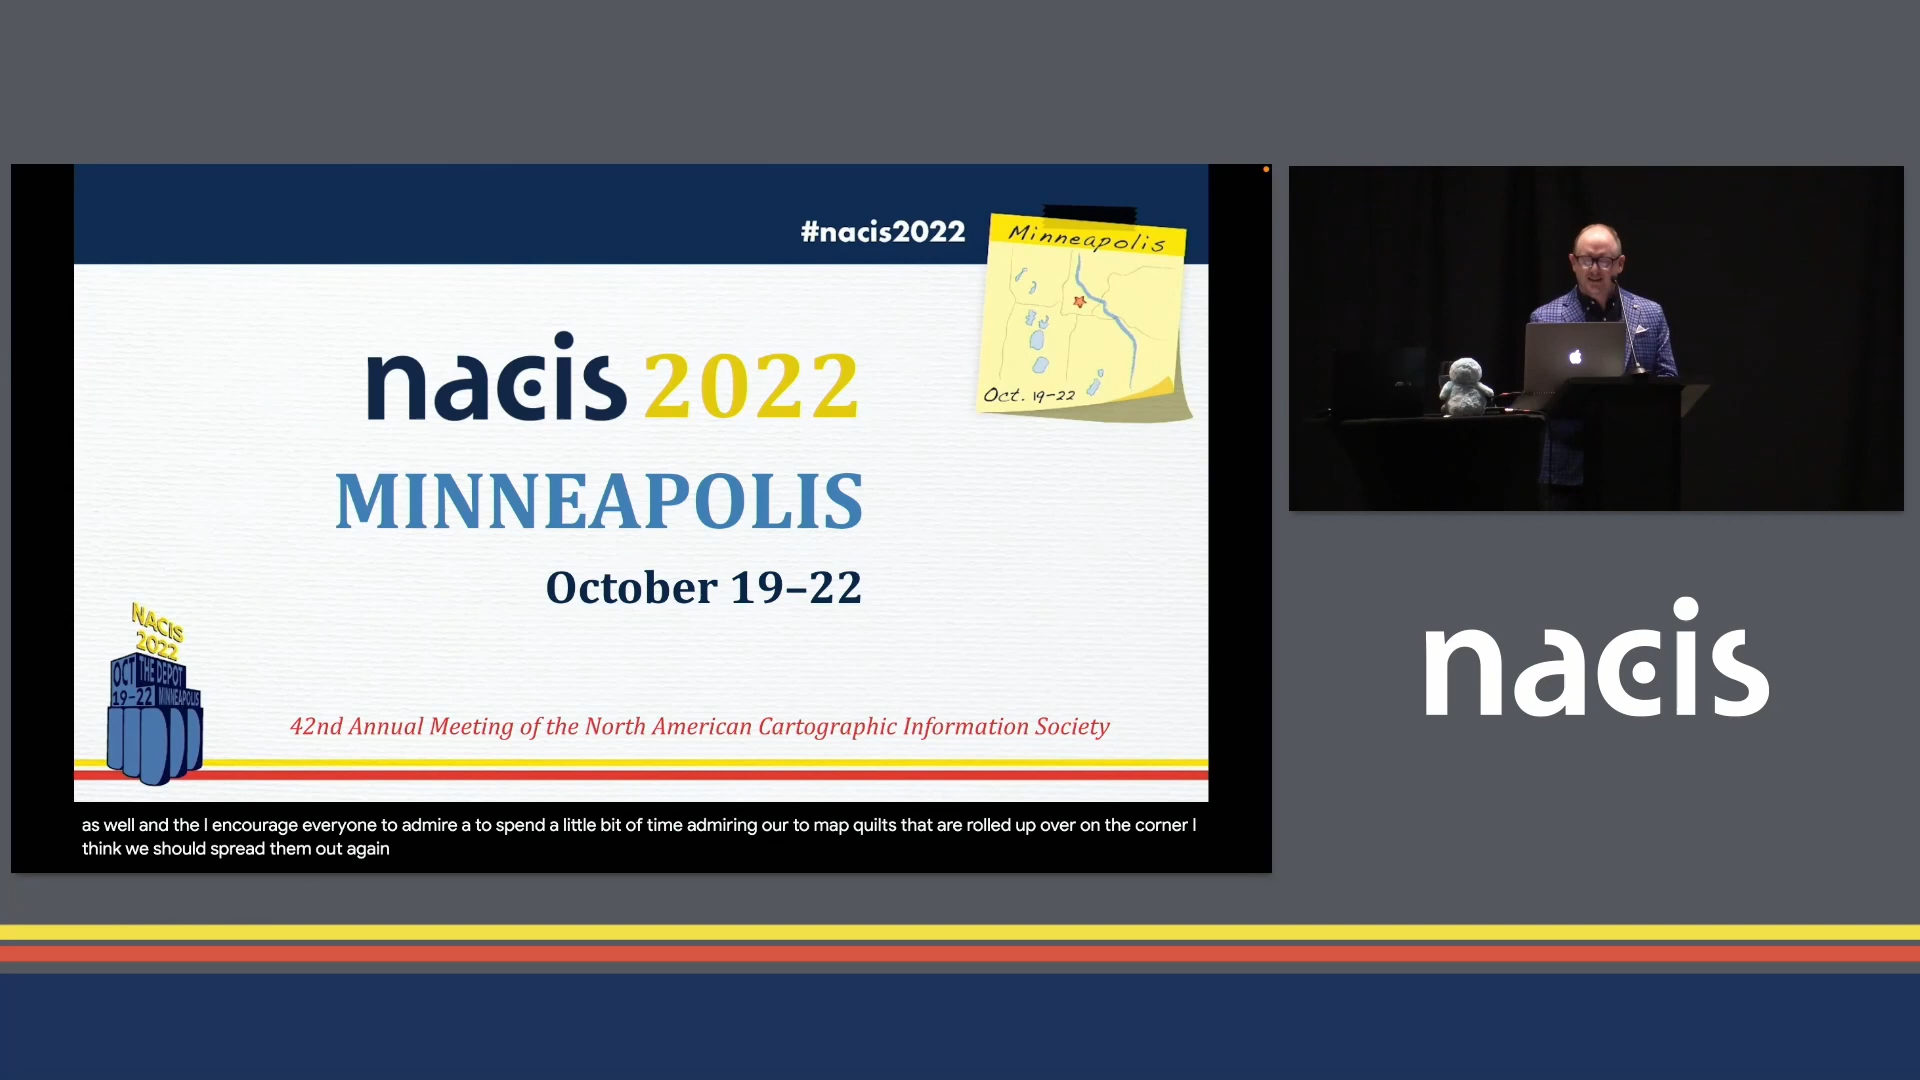 #nacis2022
Minneapolis
Oct. 19-22
nacis 2022
MINNEAPOLIS
October 19–22
NACIS
2022
OCT THE DEPOT
19-22 MINNEAPOLIS
42nd Annual Meeting of the North American Cartographic Information Society
as well and the I encourage everyone to admire a to spend a little bit of time admiring our to map quilts that are rolled up over on the corner I
think we should spread them out again
nacis